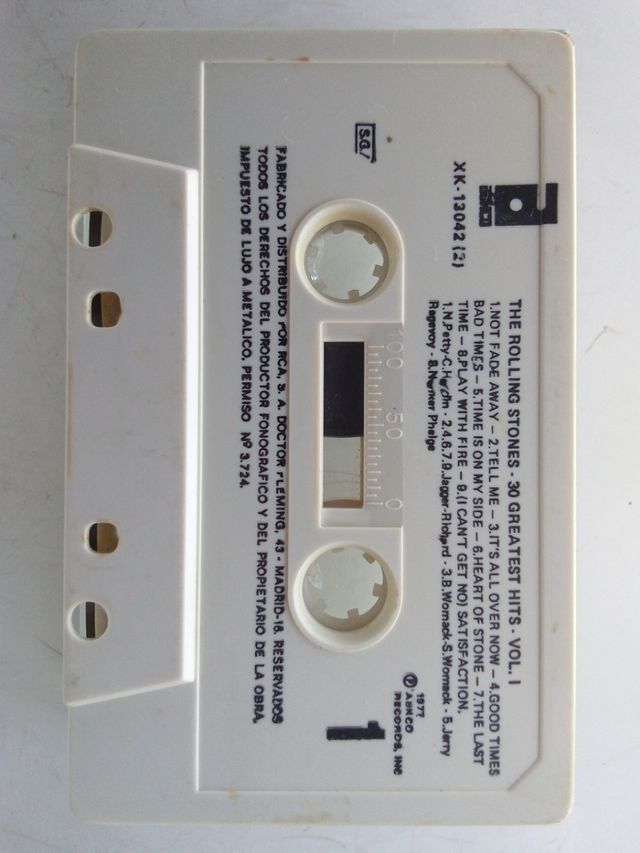 XK-13042 (2)
THE ROLLING STONES - 30 GREATEST HITS - VOL. I
1.NOT FADE AWAY – 2.TELL ME – 3.IT'S ALL OVER NOW – 4.GOOD TIMES
BAD TIMES – 5.TIME IS ON MY SIDE – 6.HEART OF STONE – 7.THE LAST
TIME – 8.PLAY WITH FIRE – 9.(I CAN'T GET NO) SATISFACTION.
1.N.Petty-C.Hardin - 2.4.6.7.9.Jagger-Richard - 3.B.Womack-S.Womack - 5.Jerry
Ragavoy - 8.Nanker Phelge
S.G.
℗ 1977
ABKCO
RECORDS, INC
1
100 50 0
FABRICADO Y DISTRIBUIDO POR RCA, S. A. DOCTOR FLEMING, 43 - MADRID-16. RESERVADOS
TODOS LOS DERECHOS DEL PRODUCTOR FONOGRAFICO Y DEL PROPIETARIO DE LA OBRA.
IMPUESTO DE LUJO A METALICO, PERMISO Nº 3.724.